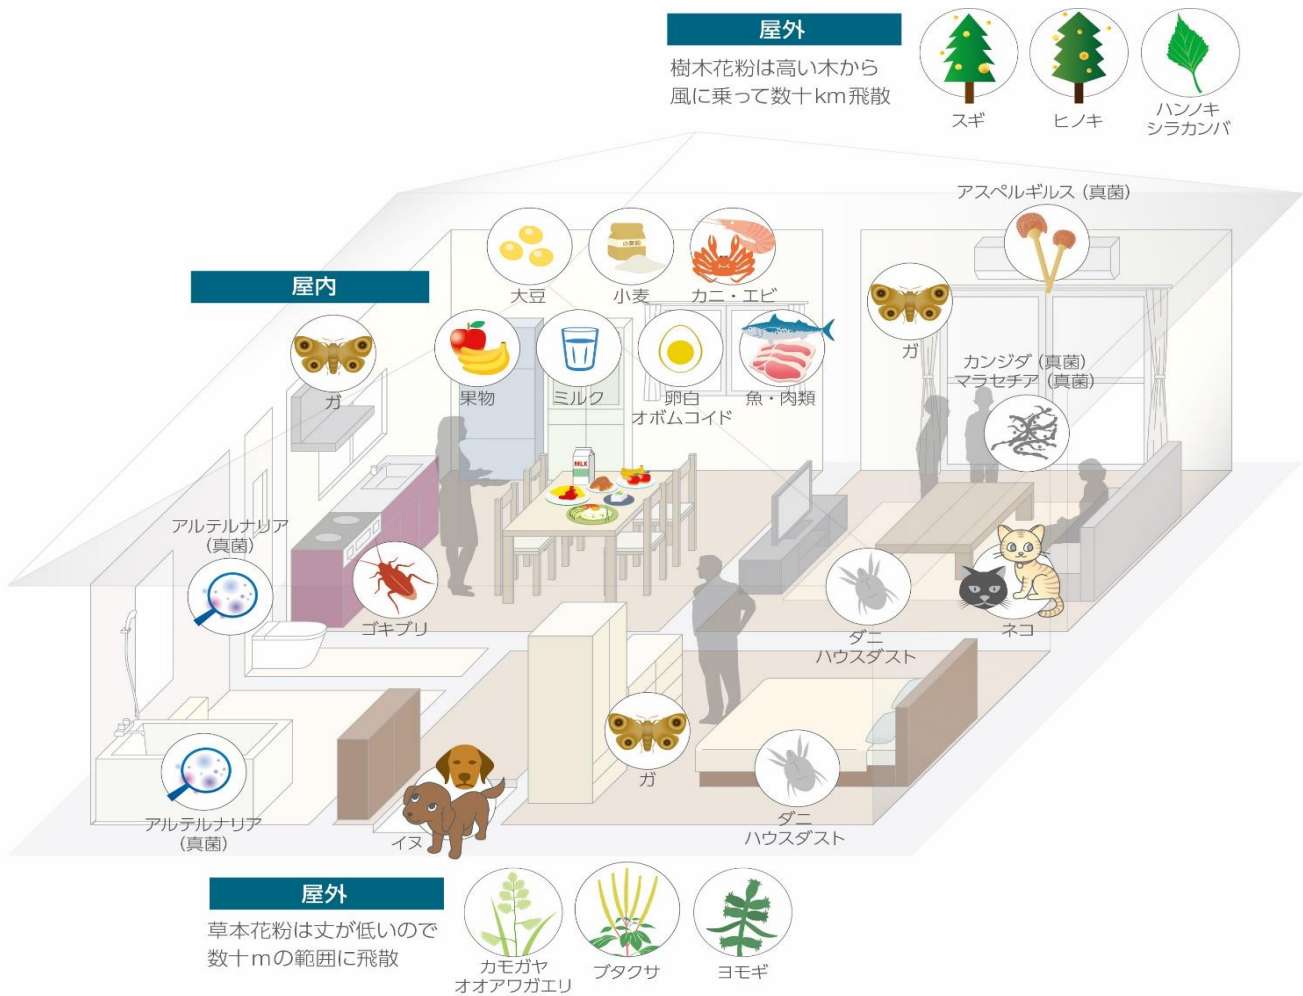 屋外
樹木花粉は高い木から
風に乗って数十km飛散
スギ
ヒノキ
ハンノキ
シラカンバ
屋内
大豆
小麦粉
小麦
カニ・エビ
アスペルギルス (真菌)
ガ
果物
ミルク
卵白
オボムコイド
魚・肉類
ガ
カンジダ (真菌)
マラセチア (真菌)
MILK
アルテルナリア
(真菌)
ゴキブリ
ダニ
ハウスダスト
ネコ
アルテルナリア
(真菌)
イヌ
ガ
ダニ
ハウスダスト
屋外
草本花粉は丈が低いので
数十mの範囲に飛散
カモガヤ
オオアワガエリ
ブタクサ
ヨモギ